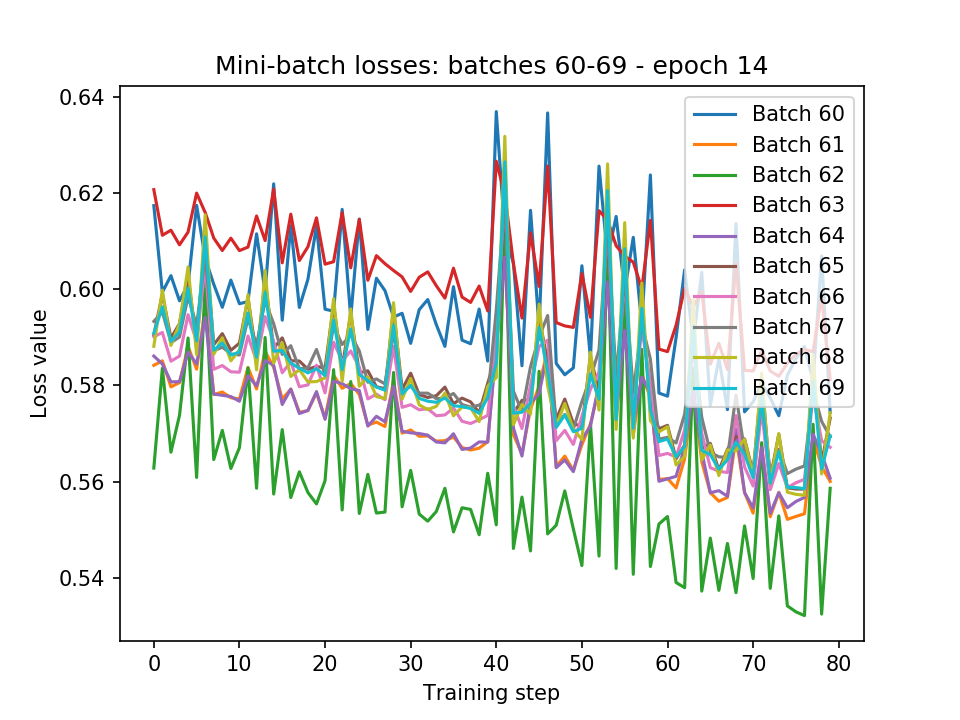 Mini-batch losses: batches 60-69 - epoch 14
0.64
0.62
0.60
0.58
0.56
0.54
Loss value
0 10 20 30 40 50 60 70 80
Training step
Batch 60
Batch 61
Batch 62
Batch 63
Batch 64
Batch 65
Batch 66
Batch 67
Batch 68
Batch 69